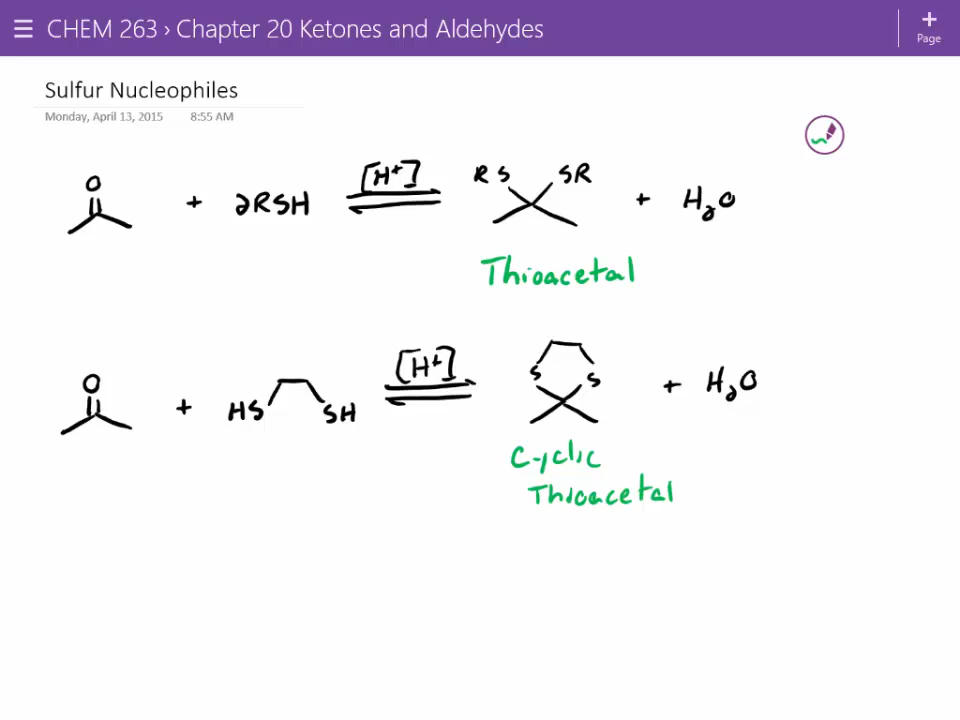 CHEM 263 › Chapter 20 Ketones and Aldehydes
+
Page
Sulfur Nucleophiles
Monday, April 13, 2015 8:55 AM
O + 2RSH [H+] RS SR + H2O
Thioacetal
O + HS SH [H+] S S + H2O
Cyclic
Thioacetal